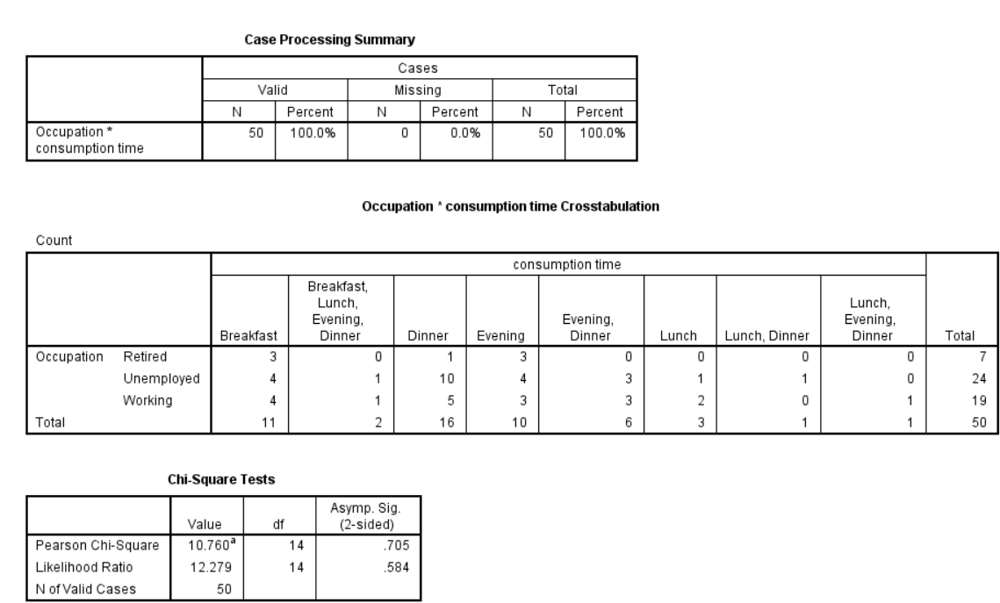 Case Processing Summary
Cases
Valid Missing Total
N Percent N Percent N Percent
Occupation *
consumption time 50 100.0% 0 0.0% 50 100.0%
Occupation * consumption time Crosstabulation
Count
consumption time
Breakfast Breakfast, Lunch, Evening, Dinner Dinner Evening Evening, Dinner Lunch Lunch, Dinner Lunch, Evening, Dinner Total
Occupation Retired 3 0 1 3 0 0 0 0 7
Unemployed 4 1 10 4 3 1 1 0 24
Working 4 1 5 3 3 2 0 1 19
Total 11 2 16 10 6 3 1 1 50
Chi-Square Tests
Value df Asymp. Sig. (2-sided)
Pearson Chi-Square 10.760a 14 .705
Likelihood Ratio 12.279 14 .584
N of Valid Cases 50